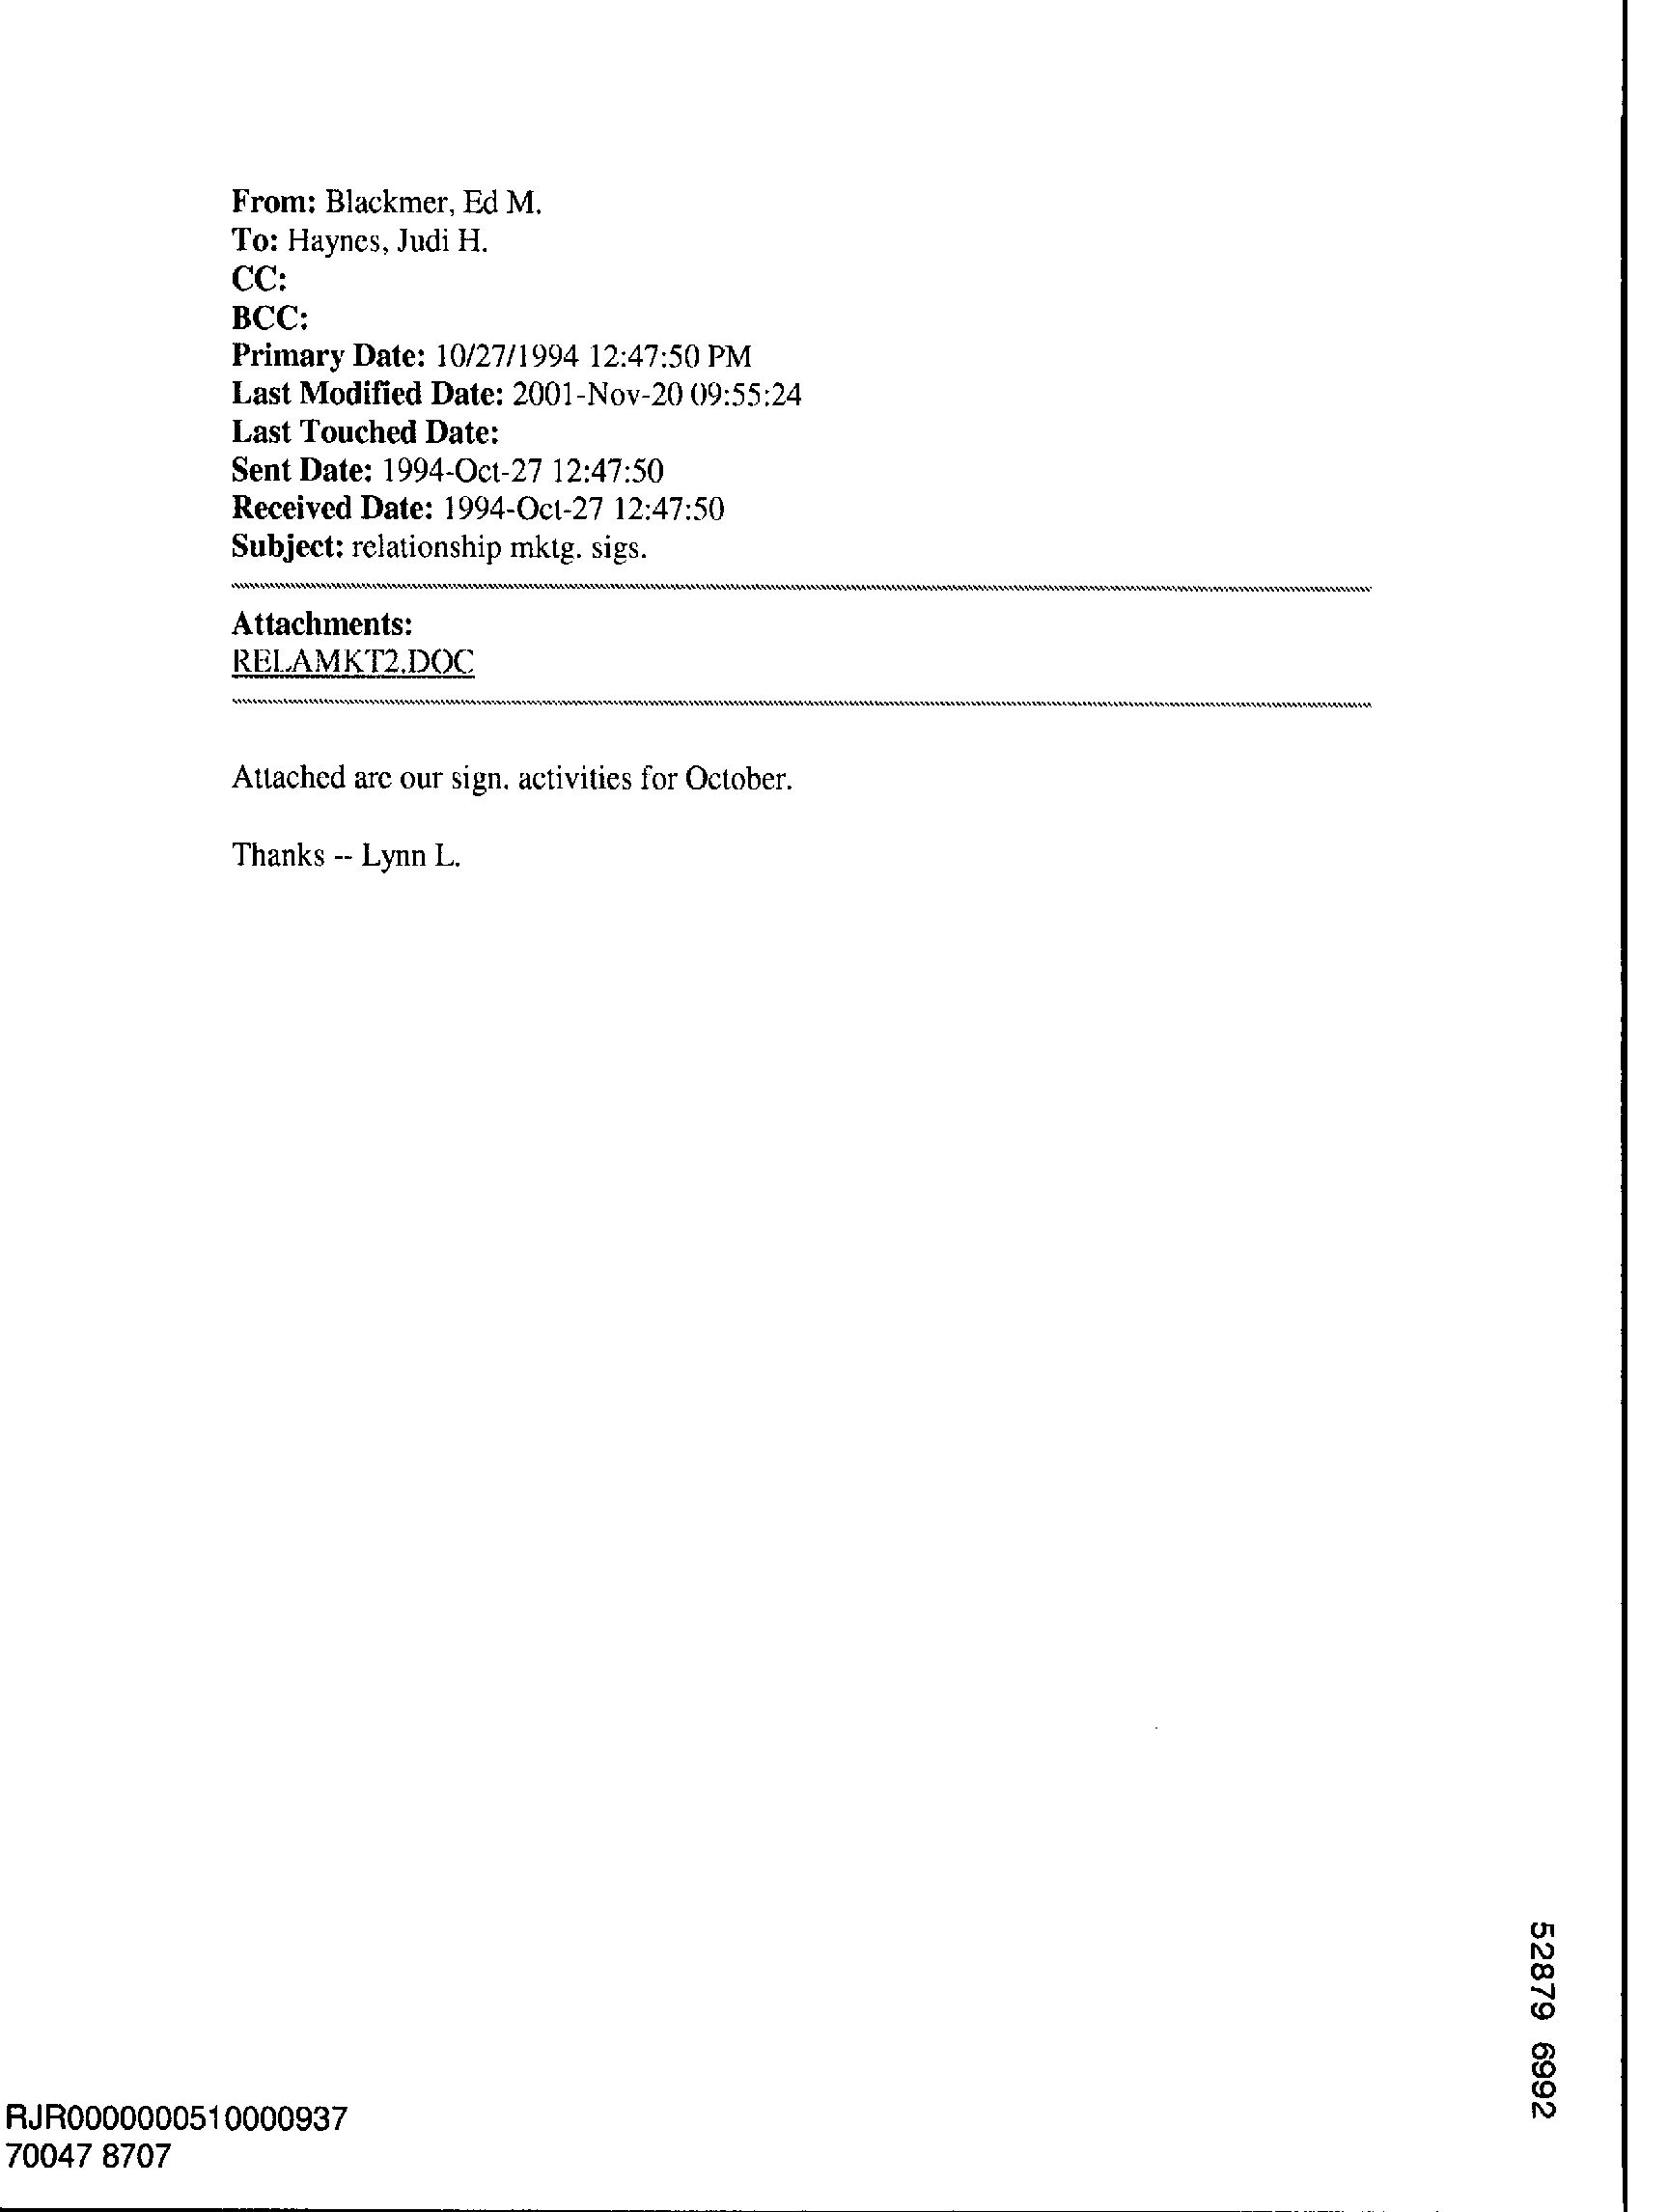 From: Blackmer, Ed M.
To: Haynes, Judi H.
CC:
BCC:
Primary Date: 10/27/1994 12:47:50 PM
Last Modified Date: 2001-Nov-20 09:55:24
Last Touched Date:
Sent Date: 1994-Oct-27 12:47:50
Received Date: 1994-Oct-27 12:47:50
Subject: relationship mktg. sigs.
Attachments:
RELAMKT2.DOC
Attached are our sign. activities for October.
Thanks -- Lynn L.
52879 6992
RJR0000000510000937
70047 8707